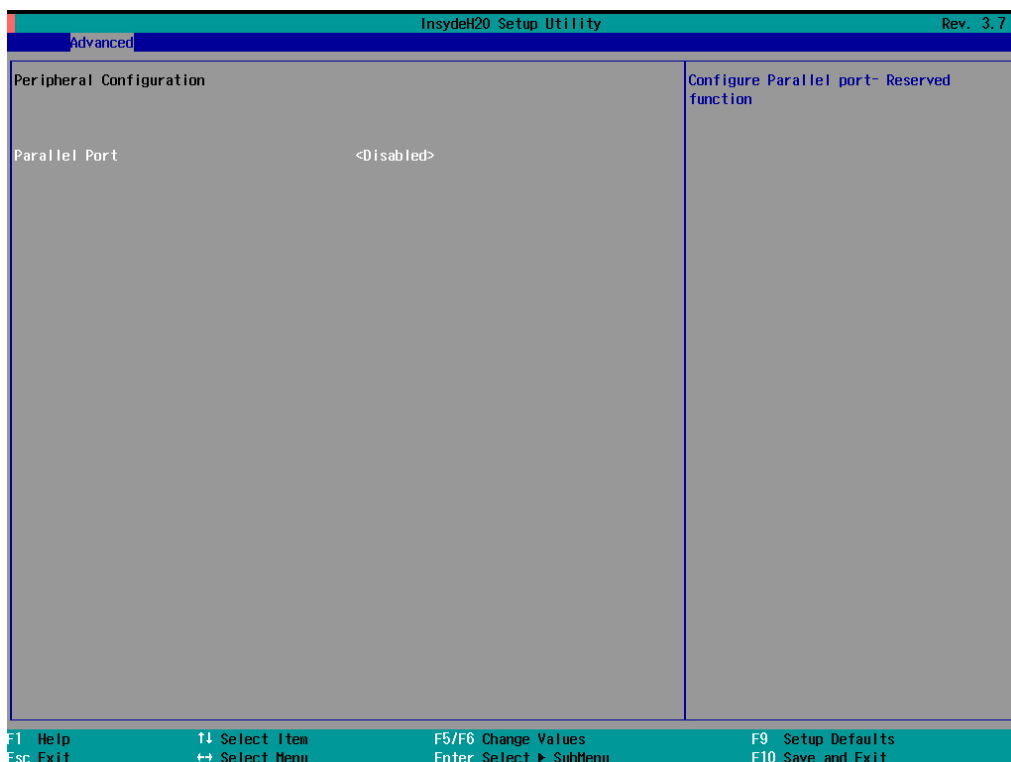 InsydeH20 Setup Utility Rev. 3.7
Advanced
Peripheral Configuration
Configure Parallel port- Reserved
function
Parallel Port <Disabled>
F1 Help ↑↓ Select Item F5/F6 Change Values F9 Setup Defaults
Esc Exit ↔ Select Menu Enter Select ▶ SubMenu F10 Save and Exit